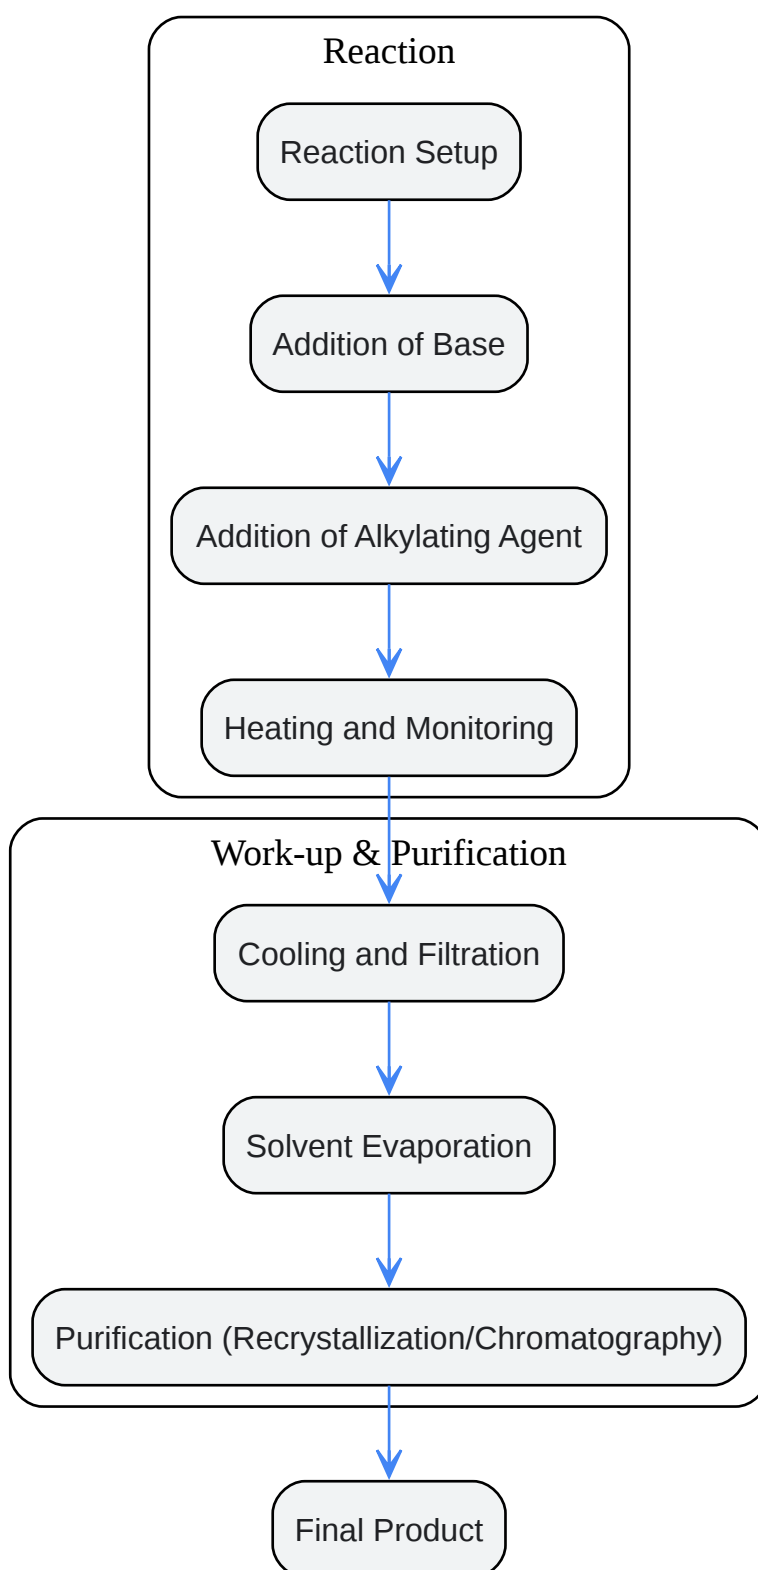 Reaction
Reaction Setup
Addition of Base
Addition of Alkylating Agent
Heating and Monitoring
Work-up & Purification
Cooling and Filtration
Solvent Evaporation
Purification (Recrystallization/Chromatography)
Final Product